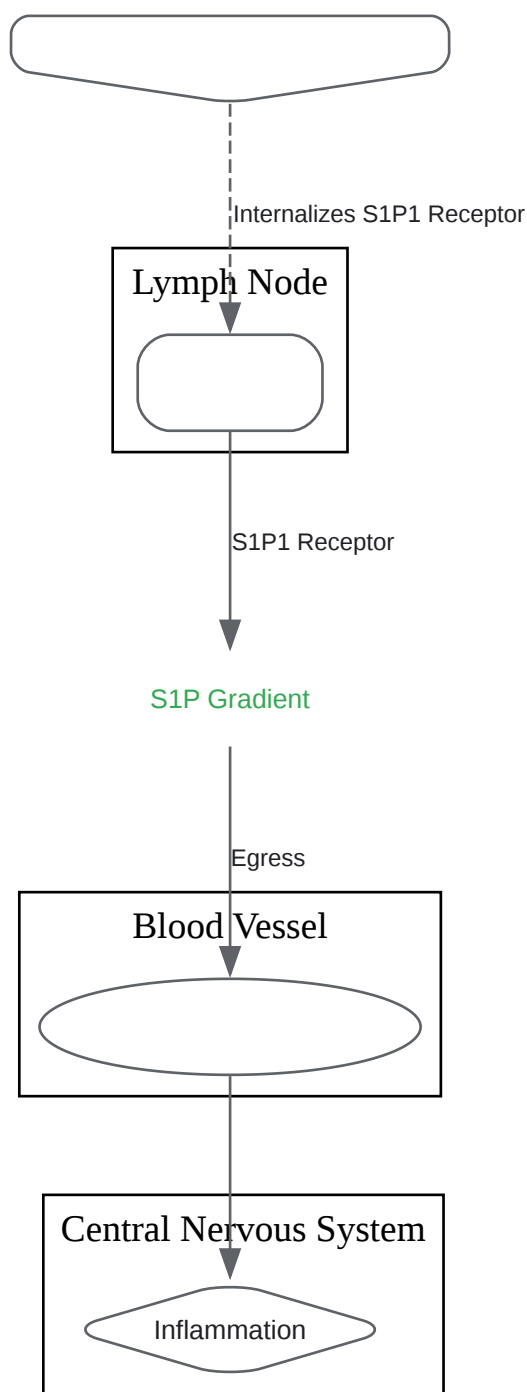 Internalizes S1P1 Receptor
Lymph Node
S1P1 Receptor
S1P Gradient
Egress
Blood Vessel
Central Nervous System
Inflammation